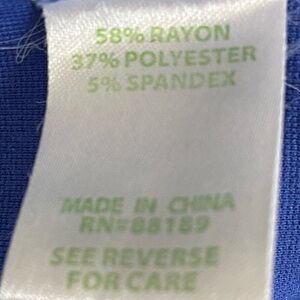 58% RAYON
37% POLYESTER
5% SPANDEX
MADE IN CHINA
RN=88189
SEE REVERSE
FOR CARE